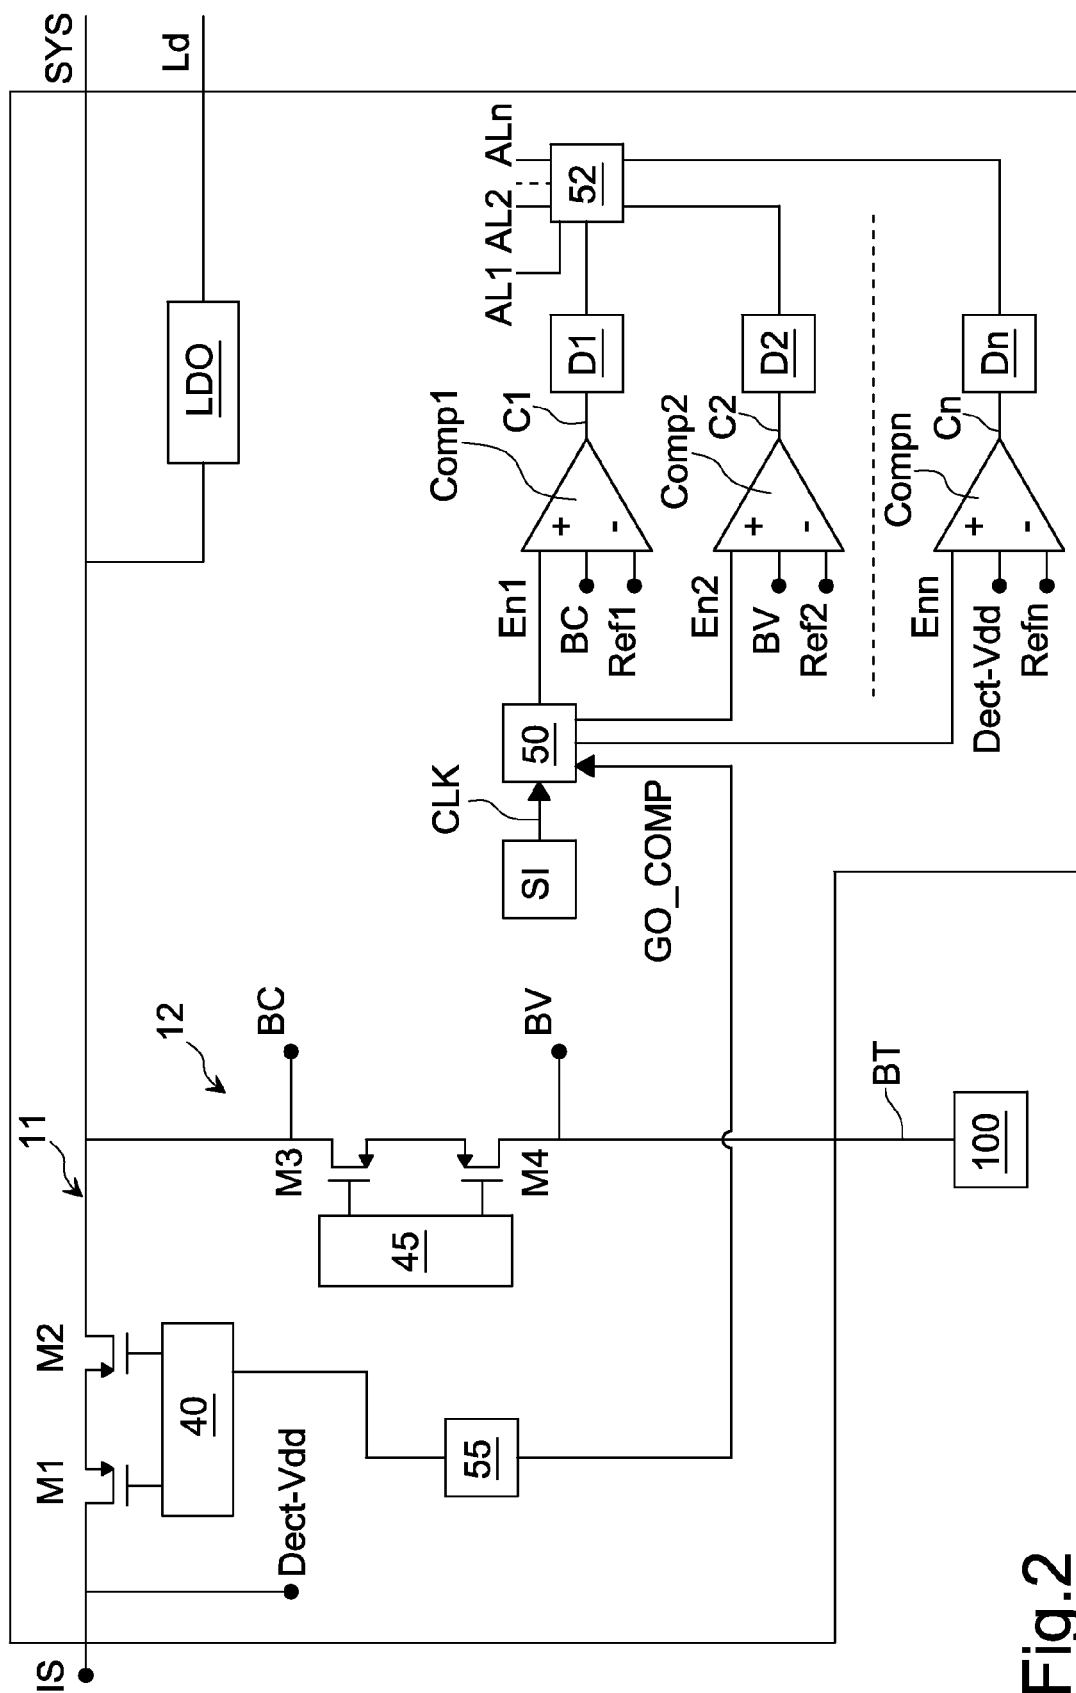 IS
M1
M2
11
SYS
Ld
LDO
40
Dect-Vdd
12
M3
BC
45
M4
BV
BT
100
55
GO_COMP
SI
CLK
50
En1
BC
Ref1
Comp1
C1
D1
AL1
AL2
ALn
52
En2
BV
Ref2
Comp2
C2
D2
Enn
Dect-Vdd
Refn
Compn
Cn
Dn
+
-
+
-
+
-
Fig.2